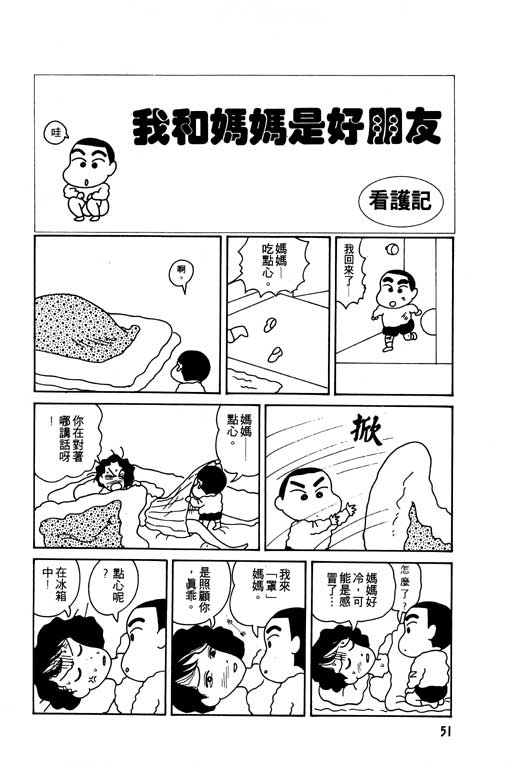 我和媽媽是好朋友
哇
看護記
我回來了—
媽媽—
吃點心。
啊。
掀
媽媽—
點心。
你在對著
哪講話呀
！
怎麼了？
媽媽好
冷，可
能是感
冒了…
我來
「罩」
媽媽。
是照顧你
，真乖。
點心呢
？
在冰箱
中！
51